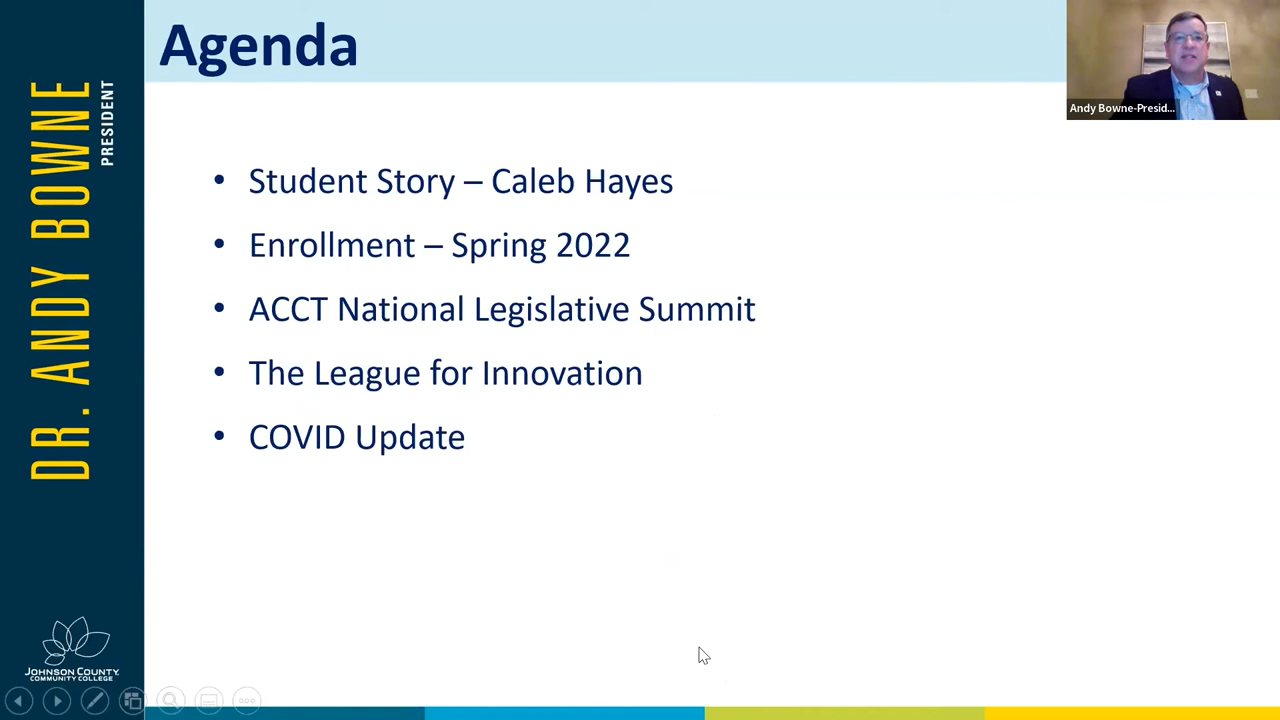 Agenda
Andy Bowne-Presid...
DR. ANDY BOWNE
PRESIDENT
• Student Story – Caleb Hayes
• Enrollment – Spring 2022
• ACCT National Legislative Summit
• The League for Innovation
• COVID Update
JOHNSON COUNTY
COMMUNITY COLLEGE